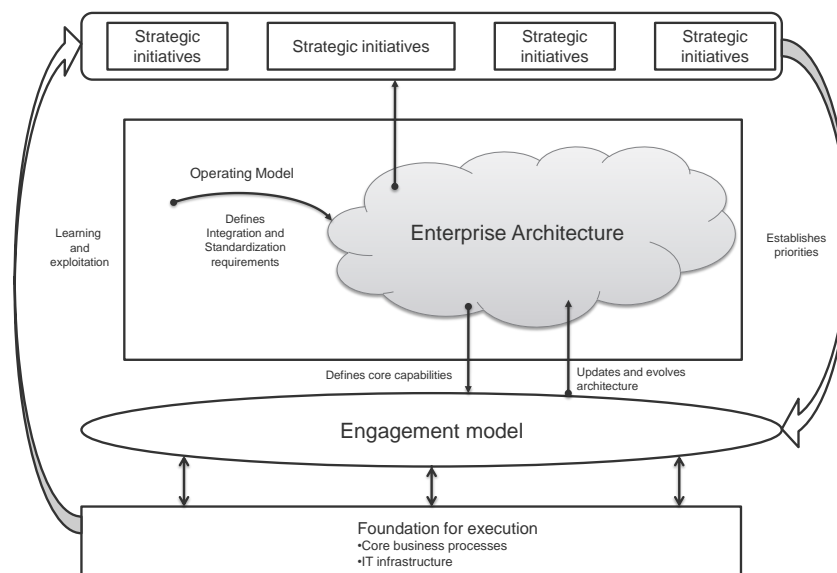 Strategic
initiatives
Strategic initiatives
Strategic
initiatives
Strategic
initiatives
Operating Model
Defines
Integration and
Standardization
requirements
Enterprise Architecture
Learning
and
exploitation
Establishes
priorities
Defines core capabilities
Updates and evolves
architecture
Engagement model
Foundation for execution
•Core business processes
•IT infrastructure